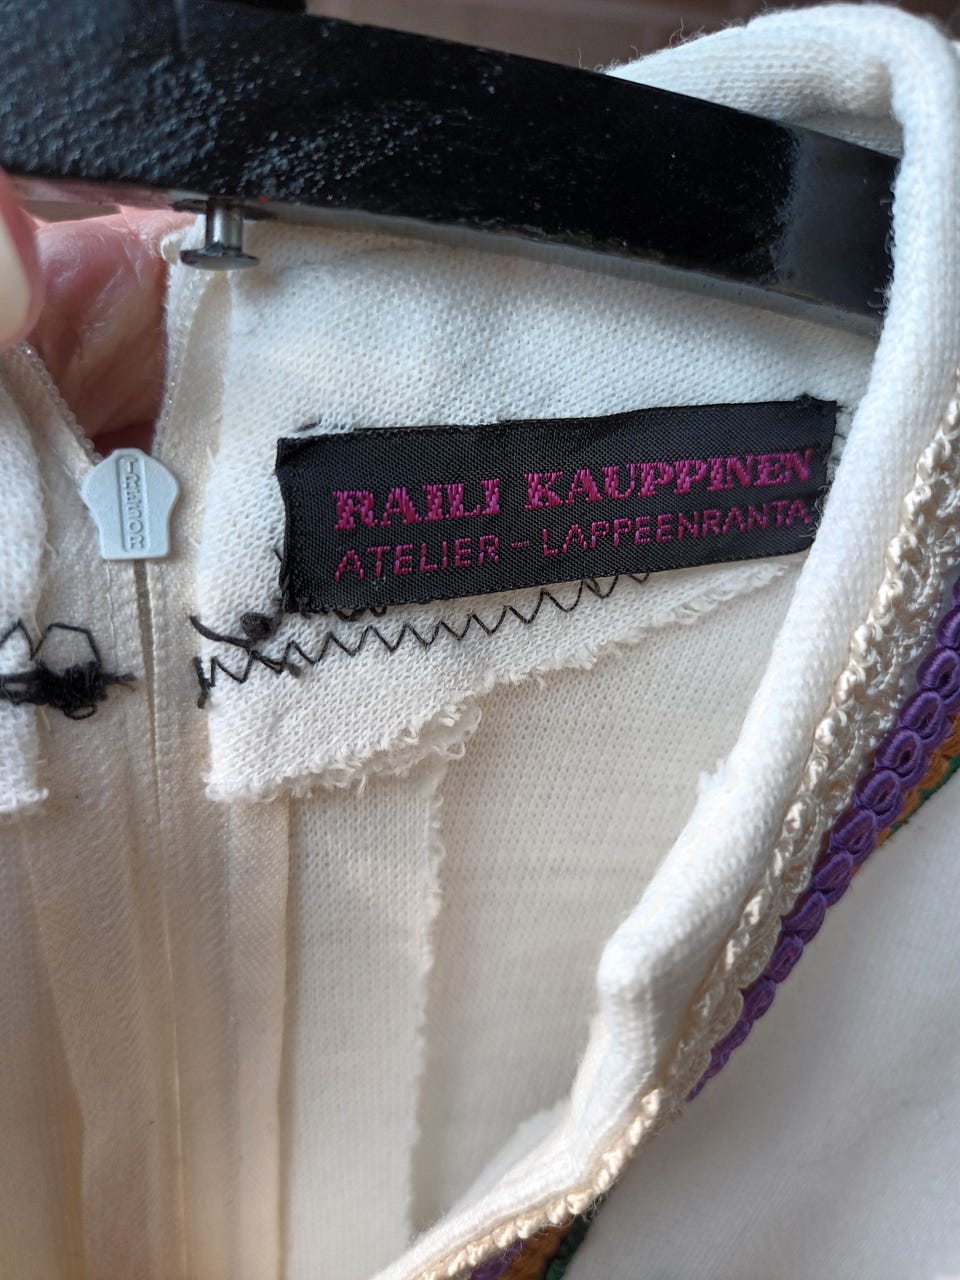 RAILI KAUPPINEN
ATELIER – LAPPEENRANTA